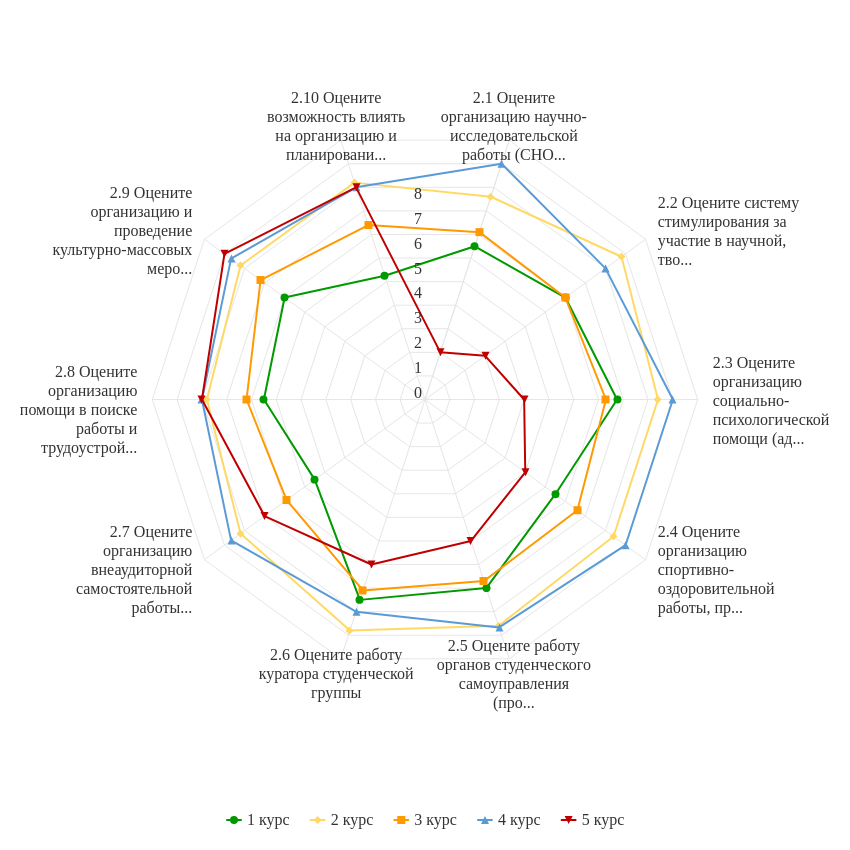 2.10 Оцените
возможность влиять
на организацию и
планировани...
2.1 Оцените
организацию научно-
исследовательской
работы (СНО...
2.2 Оцените систему
стимулирования за
участие в научной,
тво...
2.3 Оцените
организацию
социально-
психологической
помощи (ад...
2.4 Оцените
организацию
спортивно-
оздоровительной
работы, пр...
2.5 Оцените работу
органов студенческого
самоуправления
(про...
2.6 Оцените работу
куратора студенческой
группы
2.7 Оцените
организацию
внеаудиторной
самостоятельной
работы...
2.8 Оцените
организацию
помощи в поиске
работы и
трудоустрой...
2.9 Оцените
организацию и
проведение
культурно-массовых
меро...
8
7
6
5
4
3
2
1
0
1 курс 2 курс 3 курс 4 курс 5 курс